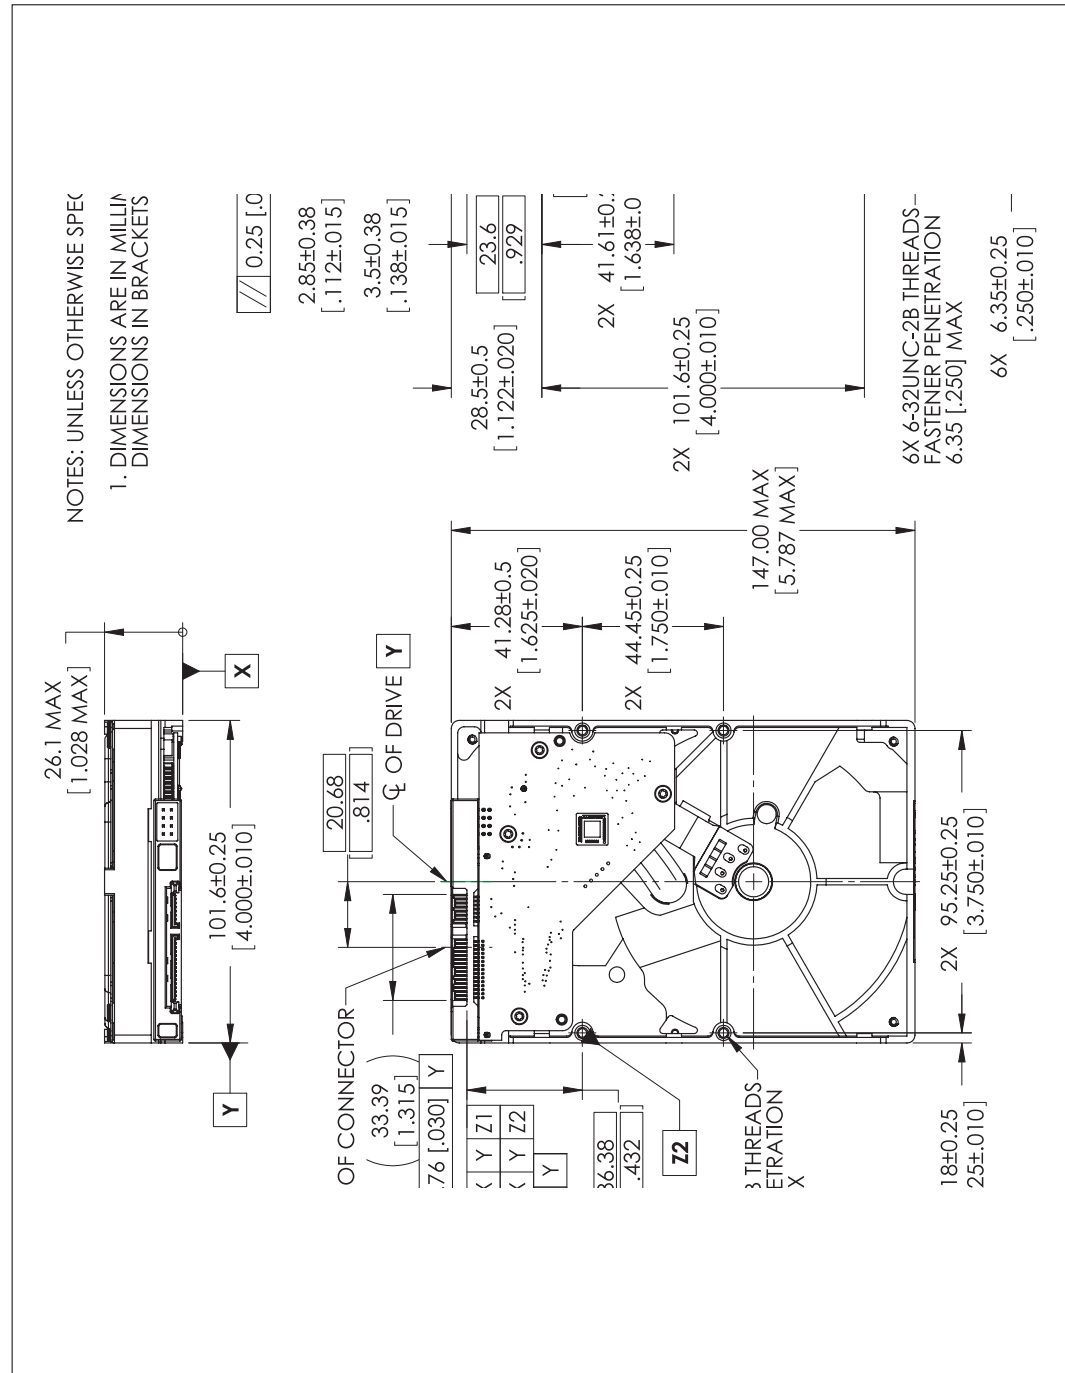 NOTES: UNLESS OTHERWISE SPEC
1. DIMENSIONS ARE IN MILLIM
DIMENSIONS IN BRACKETS
26.1 MAX
[1.028 MAX]
X
101.6±0.25
[4.000±.010]
Y
// 0.25 [.0
2.85±0.38
[.112±.015]
3.5±0.38
[.138±.015]
23.6
[.929
28.5±0.5
[1.122±.020]
2X 41.61±0.
[1.638±.0
2X 101.6±0.25
[4.000±.010]
20.68
.814]
℄ OF DRIVE Y
OF CONNECTOR
33.39
[1.315]
76 [.030] Y
Y Z1
Y Z2
Y
36.38
.432]
Z2
2X 41.28±0.5
[1.625±.020]
2X 44.45±0.25
[1.750±.010]
147.00 MAX
[5.787 MAX]
THREADS
ETRATION
X
6X 6-32UNC-2B THREADS
FASTENER PENETRATION
6.35 [.250] MAX
2X 95.25±0.25
[3.750±.010]
18±0.25
25±.010]
6X 6.35±0.25
[.250±.010]